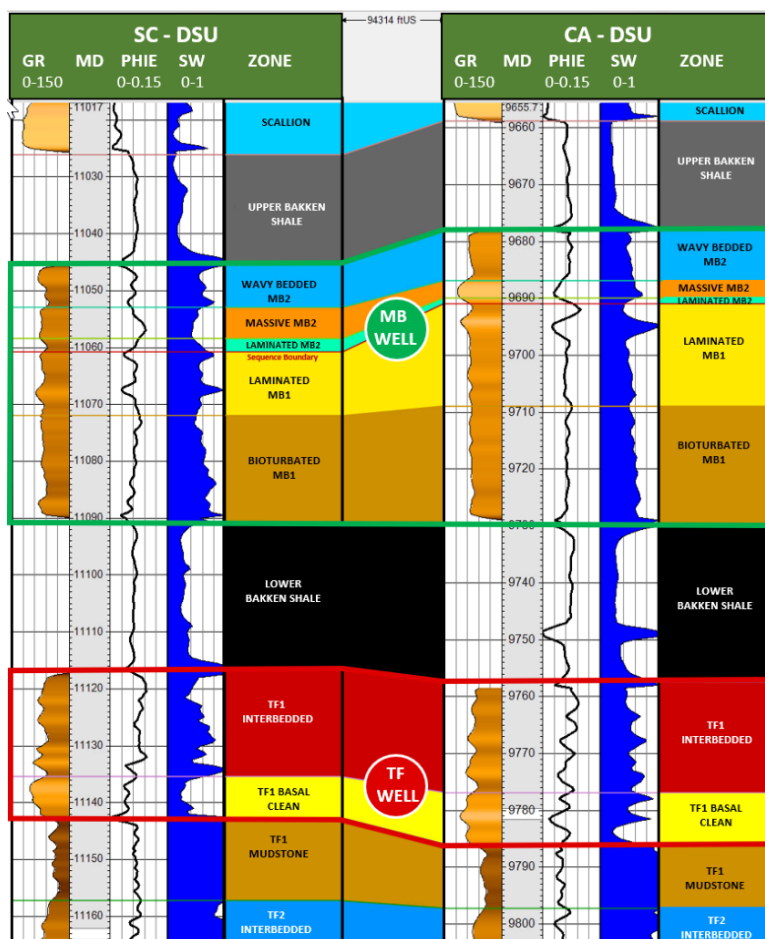 94314 ftUS
SC - DSU
GR MD PHIE SW ZONE
0-150 0-0.15 0-1
11017
11030
11040
11050
11060
11070
11080
11090
11100
11110
11120
11130
11140
11150
11160
SCALLION
UPPER BAKKEN
SHALE
WAVY BEDDED
MB2
MASSIVE MB2
LAMINATED MB2
Sequence Boundary
LAMINATED
MB1
BIOTURBATED
MB1
LOWER
BAKKEN SHALE
TF1
INTERBEDDED
TF1 BASAL
CLEAN
TF1
MUDSTONE
TF2
INTERBEDDED
MB
WELL
TF
WELL
CA - DSU
GR MD PHIE SW ZONE
0-150 0-0.15 0-1
9655.7
9660
9670
9680
9690
9700
9710
9720
9740
9750
9760
9770
9780
9790
9800
SCALLION
UPPER BAKKEN
SHALE
WAVY BEDDED
MB2
MASSIVE MB2
LAMINATED MB2
LAMINATED
MB1
BIOTURBATED
MB1
LOWER
BAKKEN SHALE
TF1
INTERBEDDED
TF1 BASAL
CLEAN
TF1
MUDSTONE
TF2
INTERBEDDED